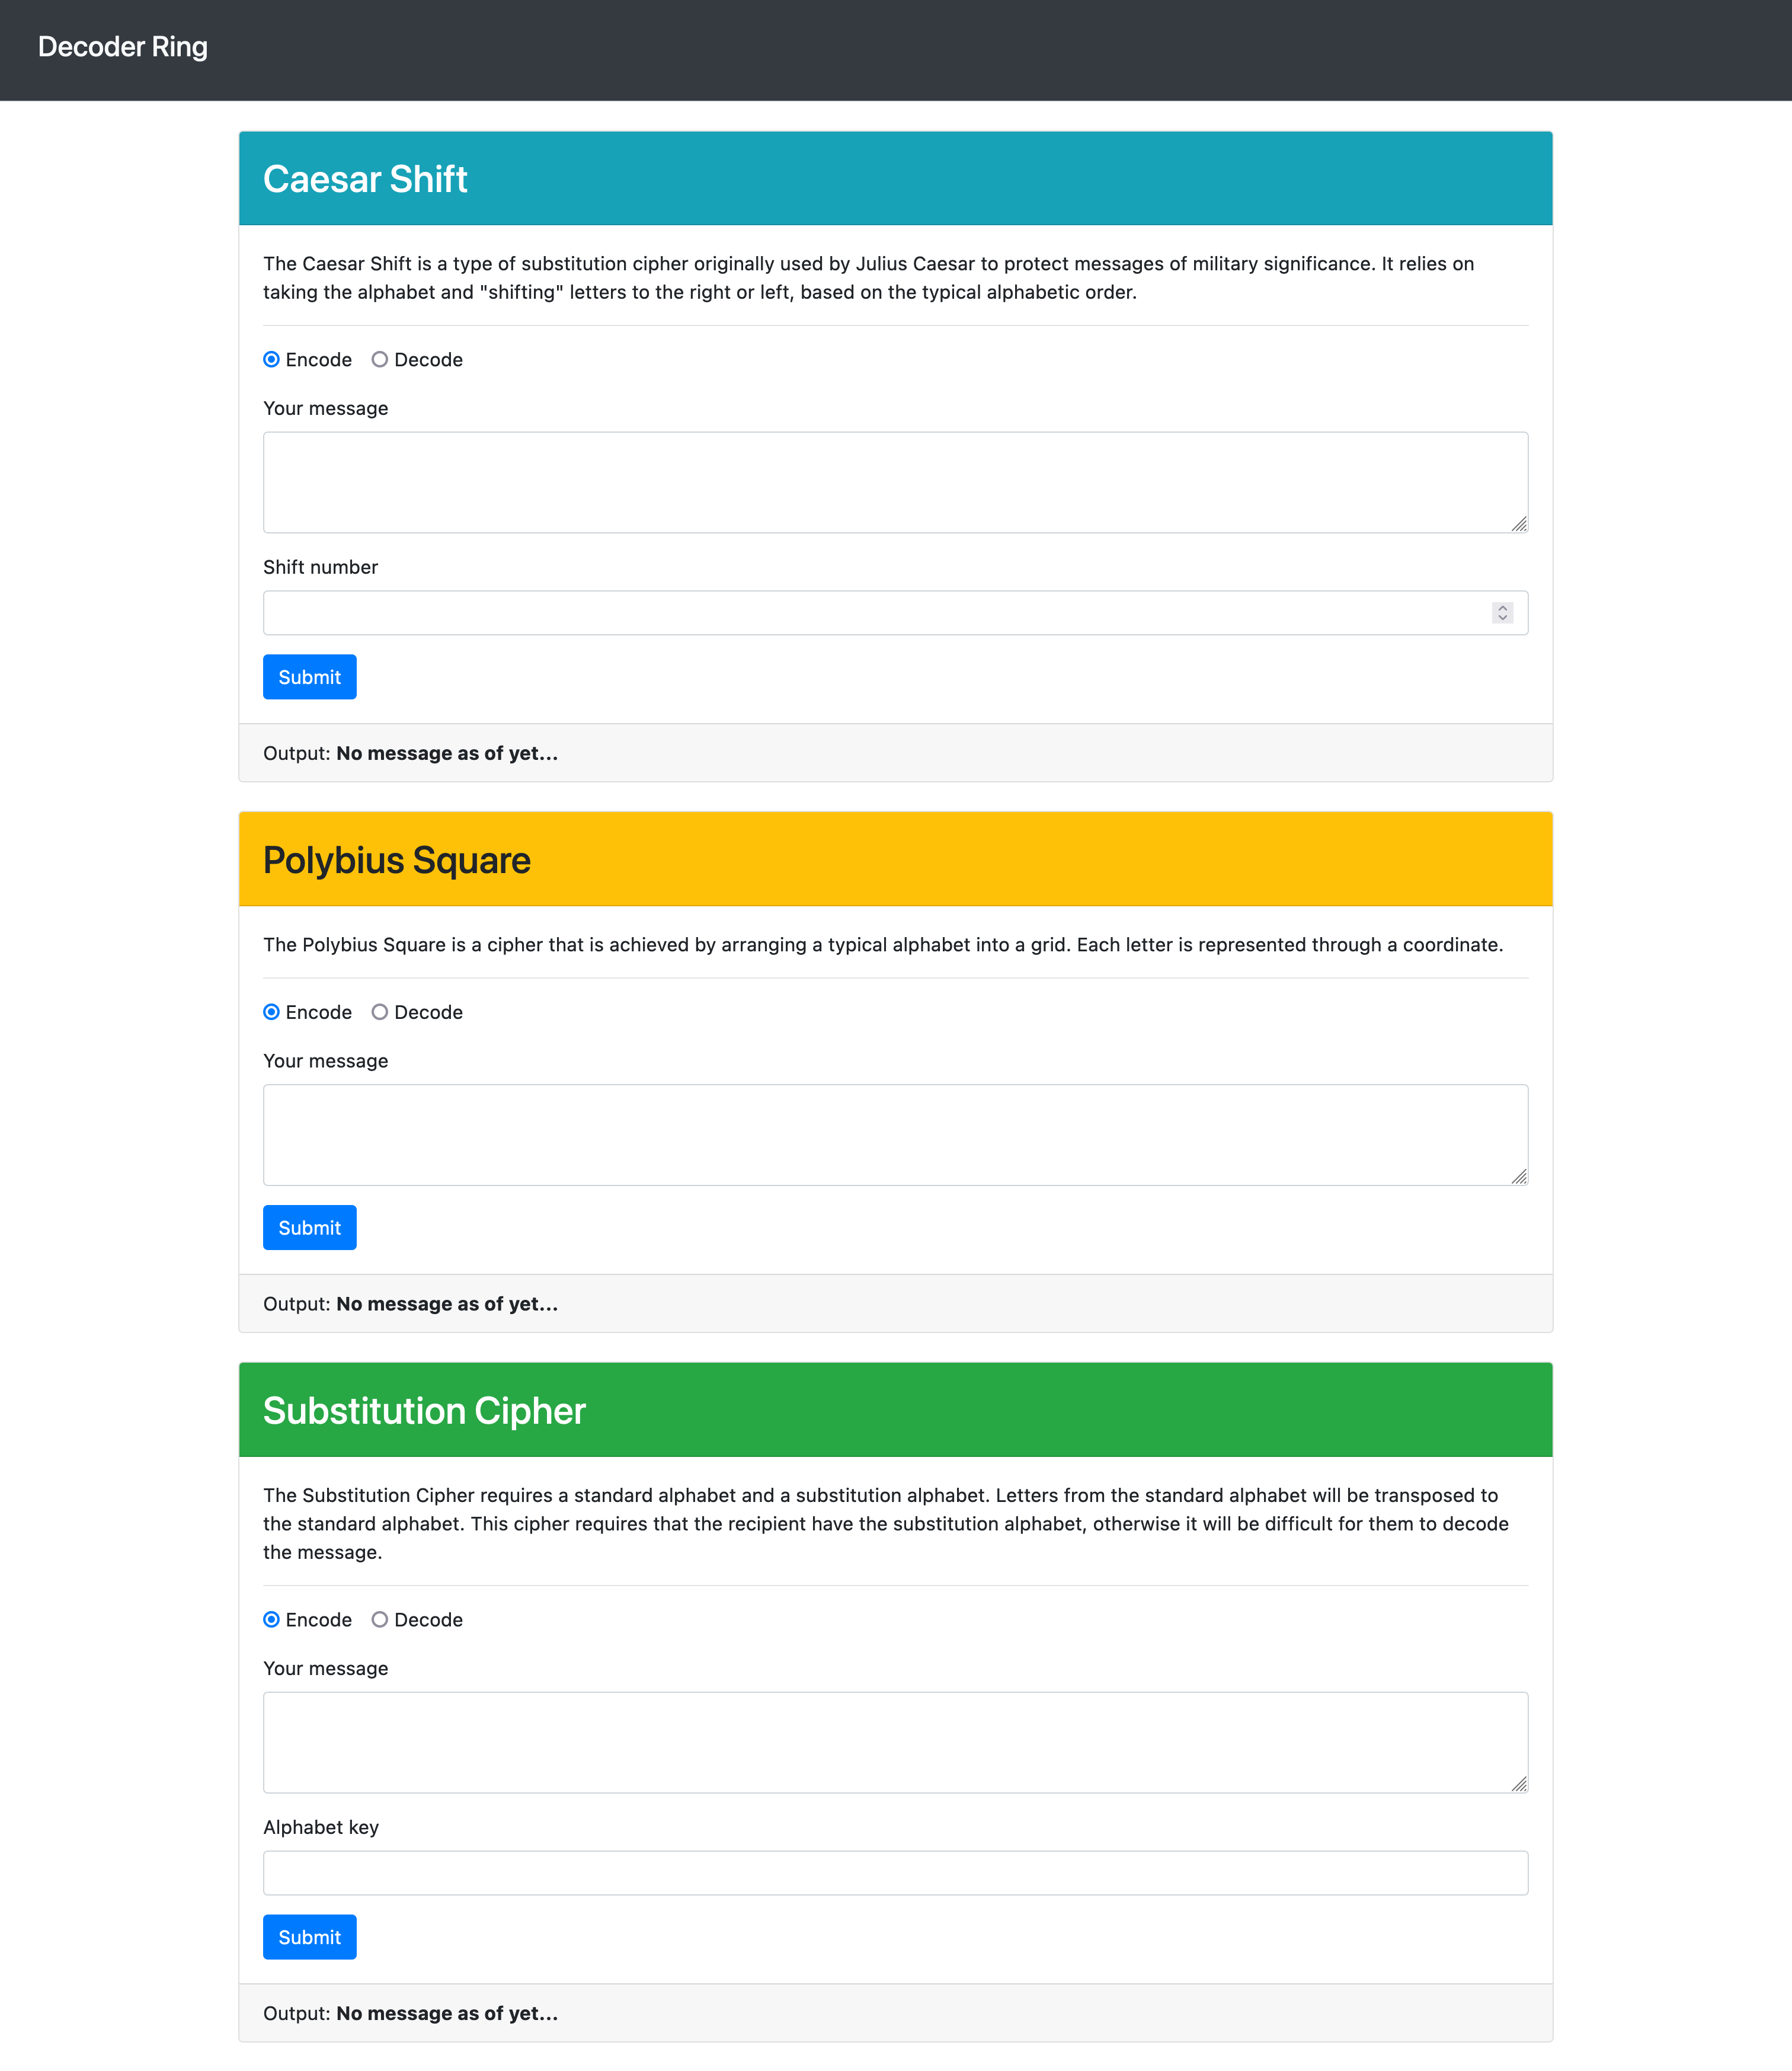 Decoder Ring
Caesar Shift
The Caesar Shift is a type of substitution cipher originally used by Julius Caesar to protect messages of military significance. It relies on
taking the alphabet and "shifting" letters to the right or left, based on the typical alphabetic order.
Encode Decode
Your message
Shift number
Submit
Output: No message as of yet...
Polybius Square
The Polybius Square is a cipher that is achieved by arranging a typical alphabet into a grid. Each letter is represented through a coordinate.
Encode Decode
Your message
Submit
Output: No message as of yet...
Substitution Cipher
The Substitution Cipher requires a standard alphabet and a substitution alphabet. Letters from the standard alphabet will be transposed to
the standard alphabet. This cipher requires that the recipient have the substitution alphabet, otherwise it will be difficult for them to decode
the message.
Encode Decode
Your message
Alphabet key
Submit
Output: No message as of yet...